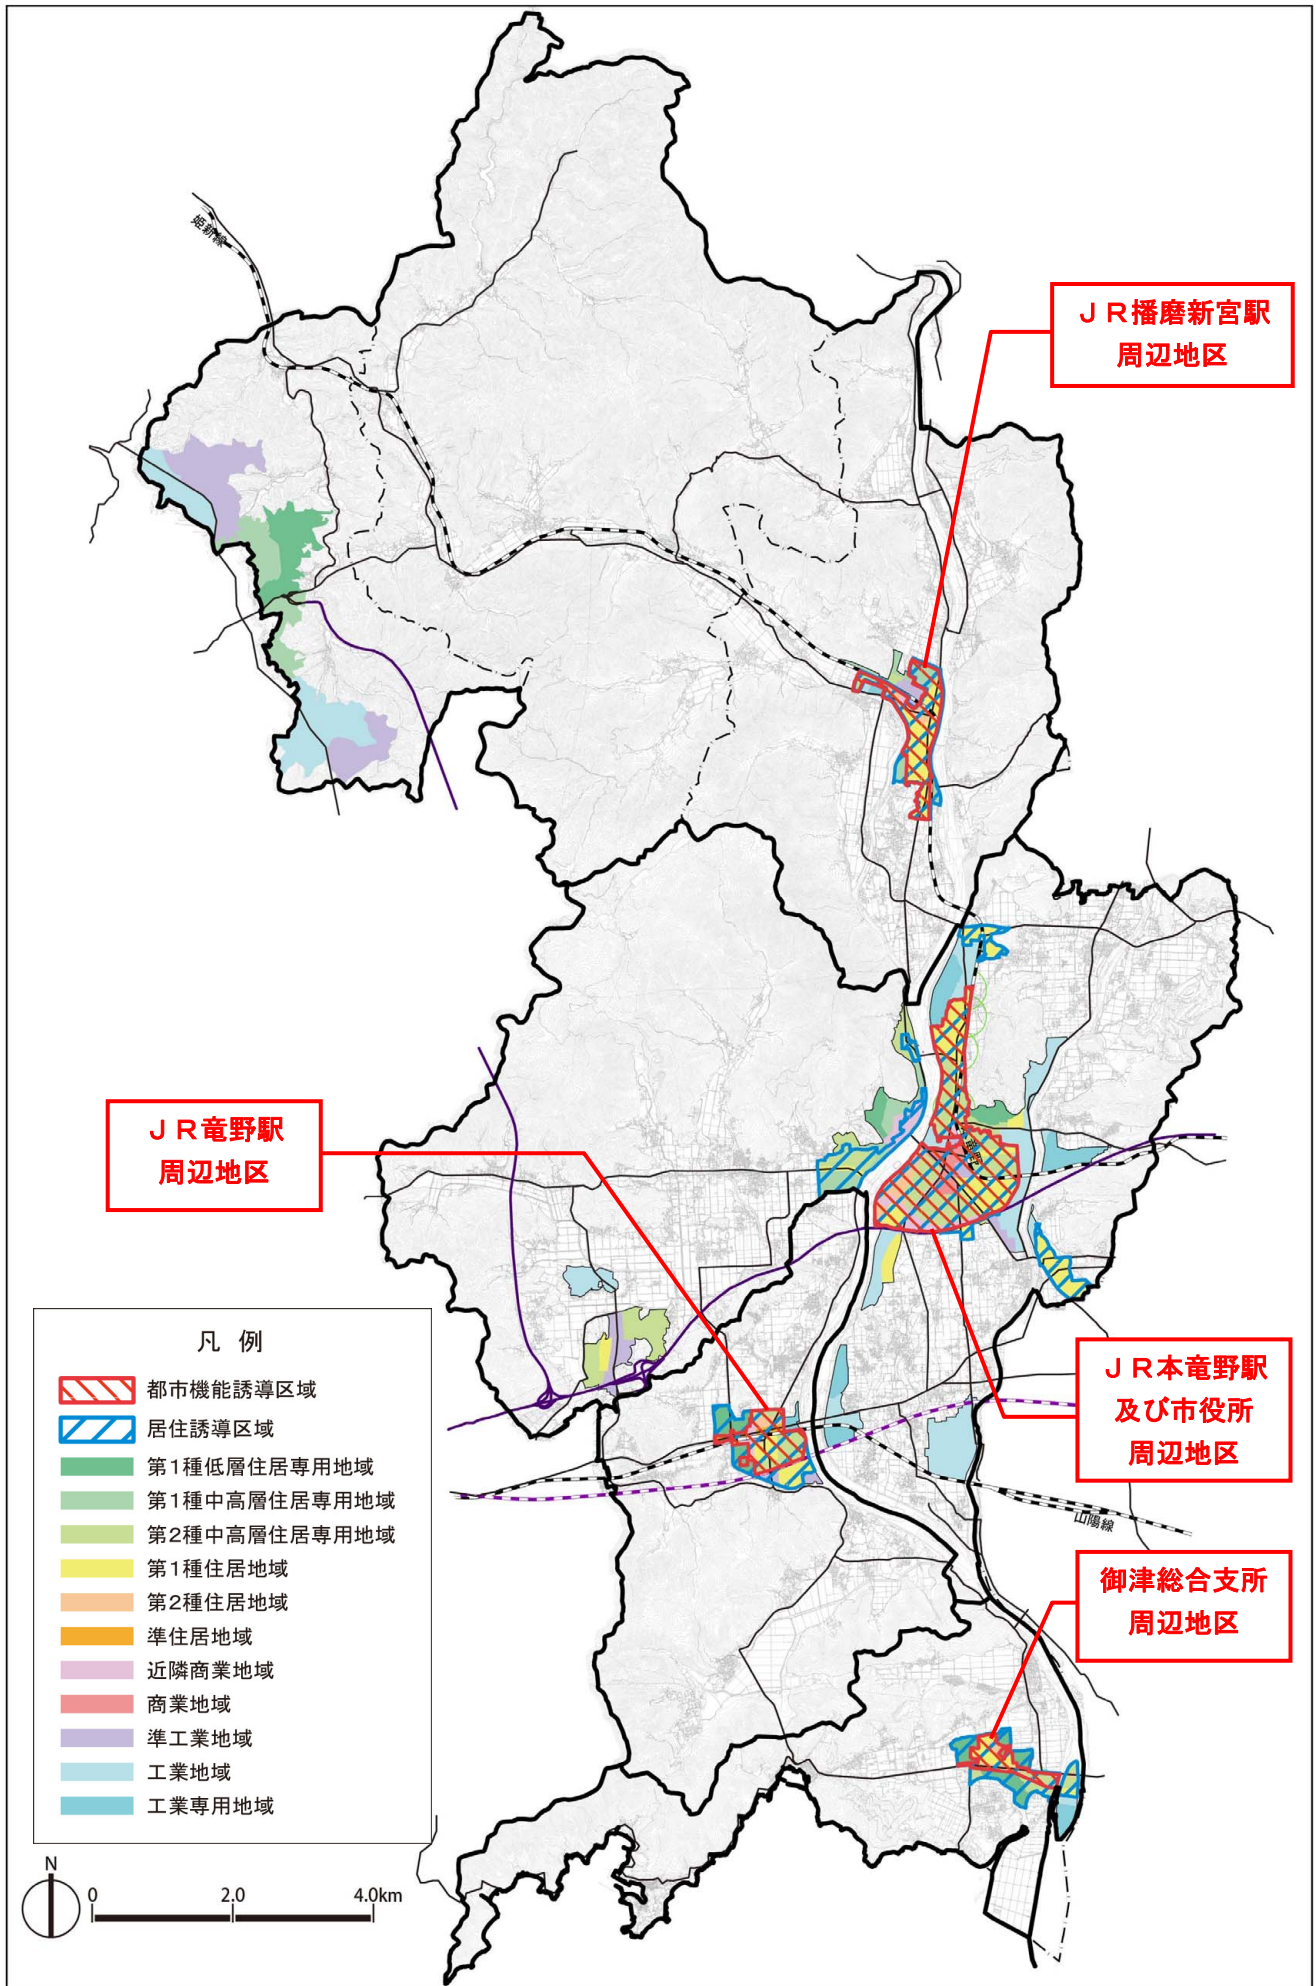 姫新線
ＪＲ播磨新宮駅
周辺地区
ＪＲ竜野駅
周辺地区
本竜野
ＪＲ本竜野駅
及び市役所
周辺地区
山陽線
御津総合支所
周辺地区
凡 例
都市機能誘導区域
居住誘導区域
第1種低層住居専用地域
第1種中高層住居専用地域
第2種中高層住居専用地域
第1種住居地域
第2種住居地域
準住居地域
近隣商業地域
商業地域
準工業地域
工業地域
工業専用地域
N
0 2.0 4.0km